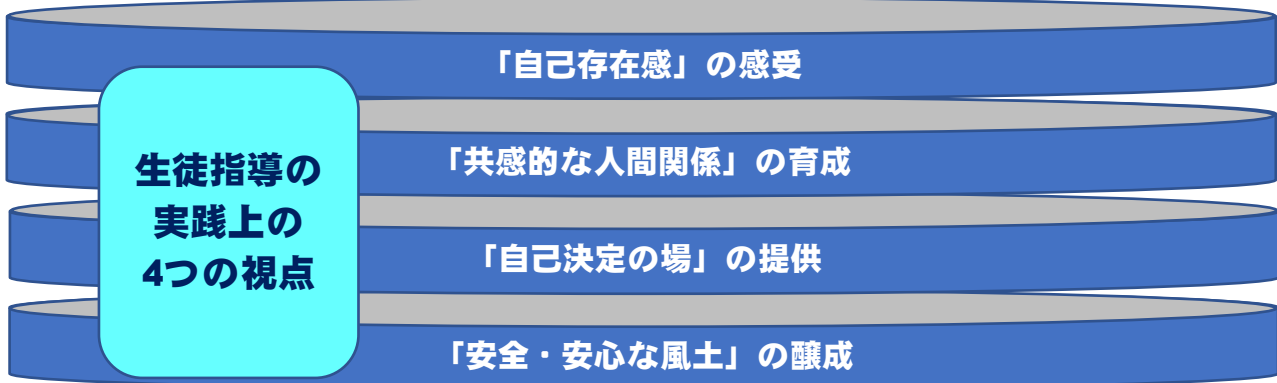 「自己存在感」の感受
「共感的な人間関係」の育成
「自己決定の場」の提供
「安全・安心な風土」の醸成
生徒指導の
実践上の
4つの視点